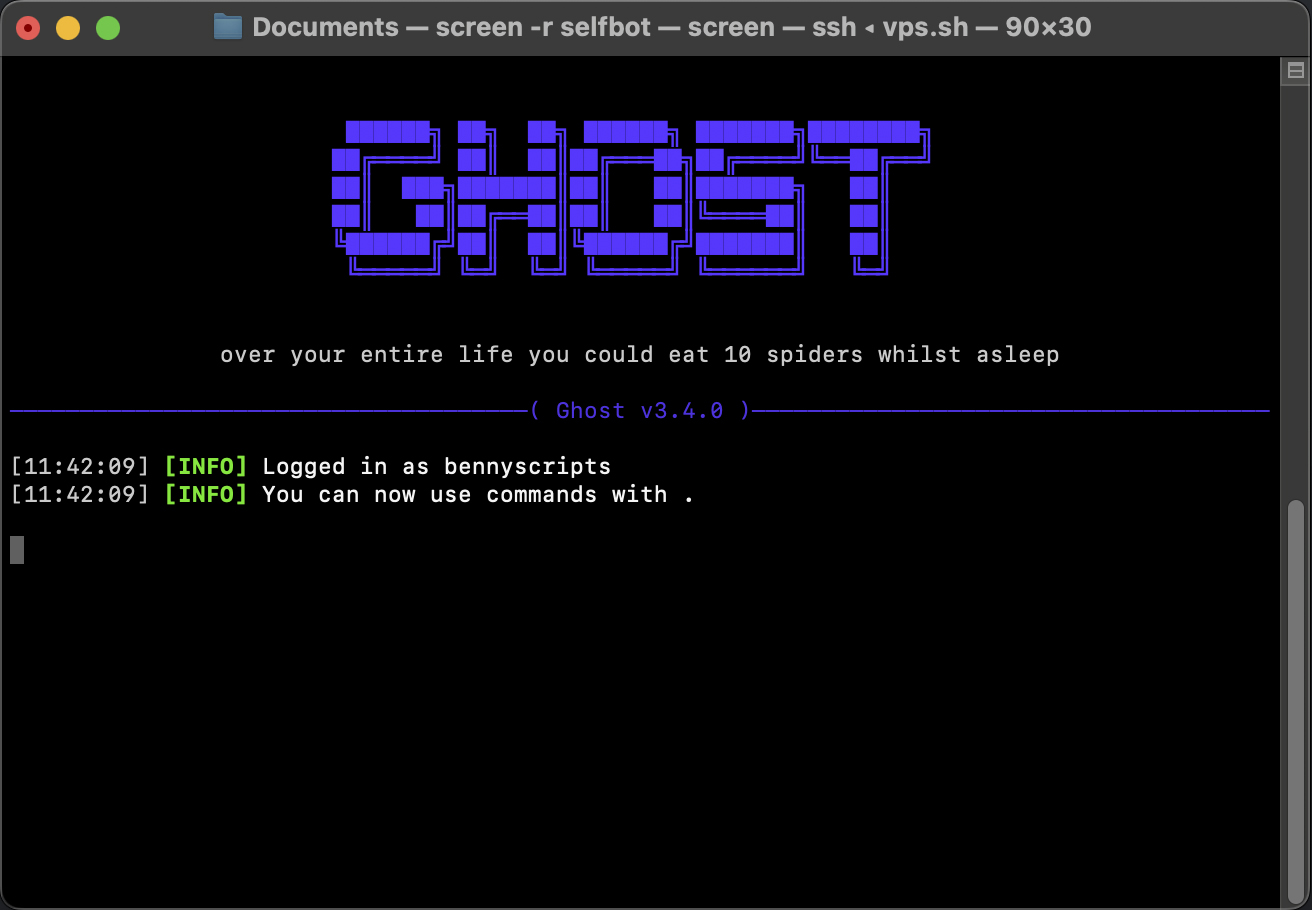 Documents — screen -r selfbot — screen — ssh ◂ vps.sh — 90×30
GHOST
over your entire life you could eat 10 spiders whilst asleep
( Ghost v3.4.0 )
[11:42:09] [INFO] Logged in as bennyscripts
[11:42:09] [INFO] You can now use commands with .